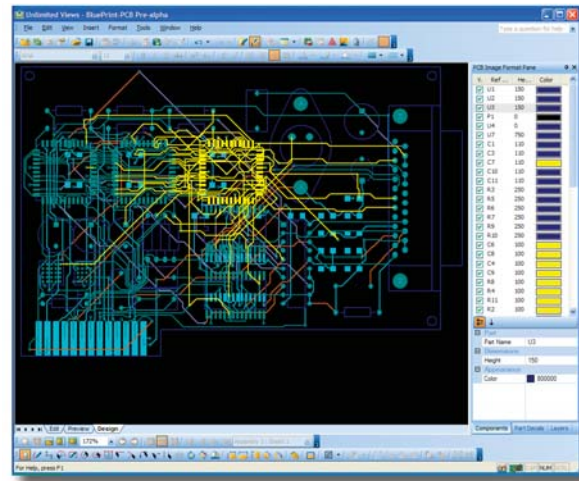 Unlimited Views - BluePrint-PCB Pre-alpha
File Edit View Insert Format Tools Window Help
Type a question for help
PCB Image Format Pane
V. Ref ... He... Color
U1 150
U2 150
U3 150
P1 0
U4 0
U7 750
C1 110
C3 110
C7 110
C10 110
C11 110
R3 250
R5 250
R6 250
R7 250
R9 250
R10 250
C6 100
C8 100
C4 100
C9 100
R8 100
R4 100
R11 100
R2 100
Part
Part Name U3
Dimensions
Height 150
Appearance
Color 800000
Edit Preview Design
Components Part Decals Layers
172%
For Help, press F1
NUM